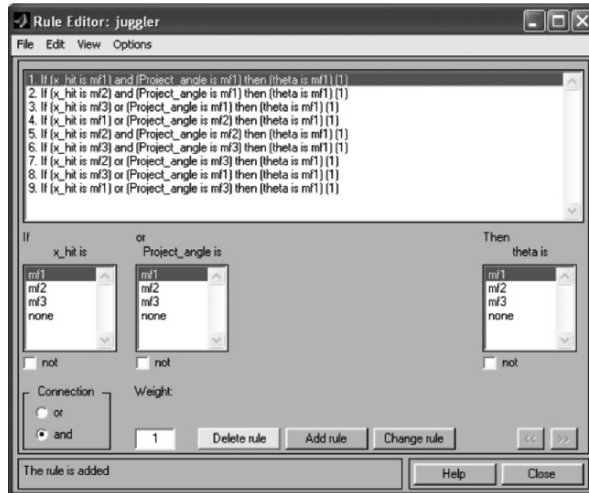 Rule Editor: juggler
File Edit View Options
1. If (x_hit is mf1) and (Project_angle is mf1) then (theta is mf1) (1)
2. If (x_hit is mf2) and (Project_angle is mf1) then (theta is mf1) (1)
3. If (x_hit is mf3) or (Project_angle is mf1) then (theta is mf1) (1)
4. If (x_hit is mf1) or (Project_angle is mf2) then (theta is mf1) (1)
5. If (x_hit is mf2) and (Project_angle is mf2) then (theta is mf1) (1)
6. If (x_hit is mf3) and (Project_angle is mf3) then (theta is mf1) (1)
7. If (x_hit is mf2) or (Project_angle is mf3) then (theta is mf1) (1)
8. If (x_hit is mf3) or (Project_angle is mf1) then (theta is mf1) (1)
9. If (x_hit is mf1) or (Project_angle is mf3) then (theta is mf1) (1)
If or Then
x_hit is Project_angle is theta is
mf1 mf1 mf1
mf2 mf2 mf2
mf3 mf3 mf3
none none none
not not not
Connection Weight:
or
and 1 Delete rule Add rule Change rule << >>
The rule is added Help Close